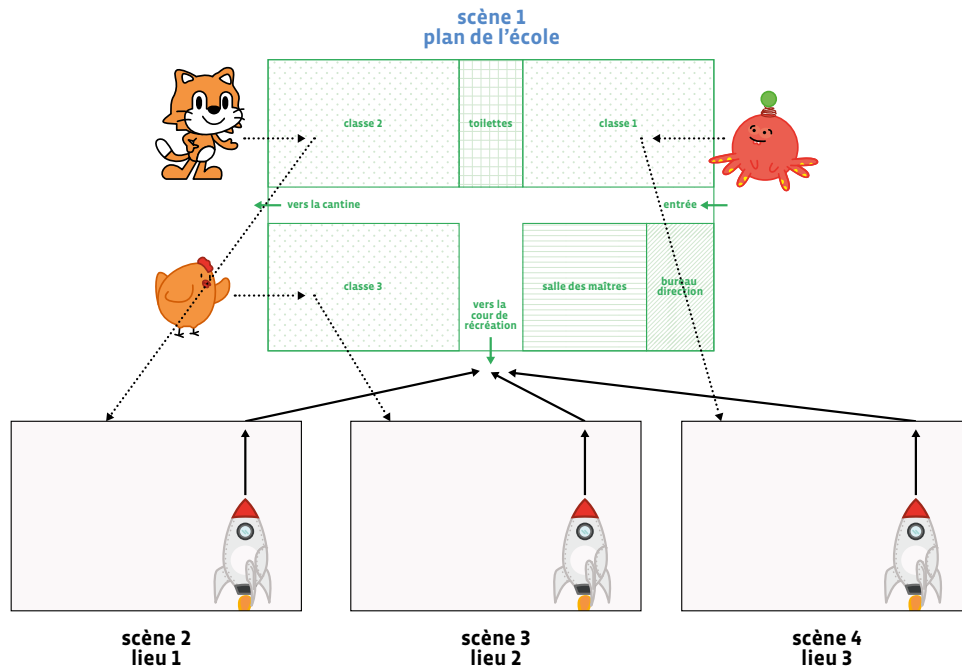 scène 1
plan de l'école
classe 2
toilettes
classe 1
vers la cantine
entrée
classe 3
vers la
cour de
récréation
salle des maîtres
bureau
direction
scène 2
lieu 1
scène 3
lieu 2
scène 4
lieu 3